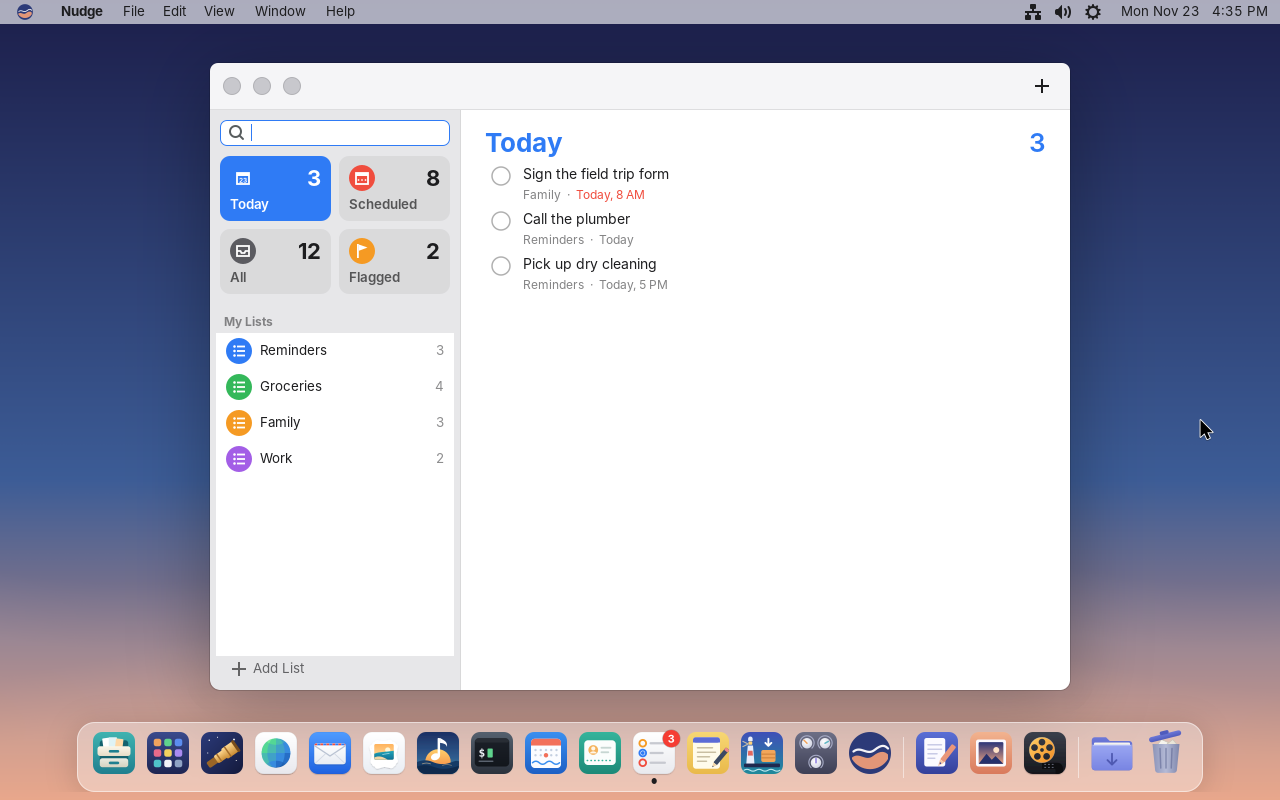 Nudge File Edit View Window Help Mon Nov 23 4:35 PM
3
Today
8
Scheduled
12
All
2
Flagged
My Lists
Reminders 3
Groceries 4
Family 3
Work 2
Add List
Today 3
Sign the field trip form
Family · Today, 8 AM
Call the plumber
Reminders · Today
Pick up dry cleaning
Reminders · Today, 5 PM
$
3